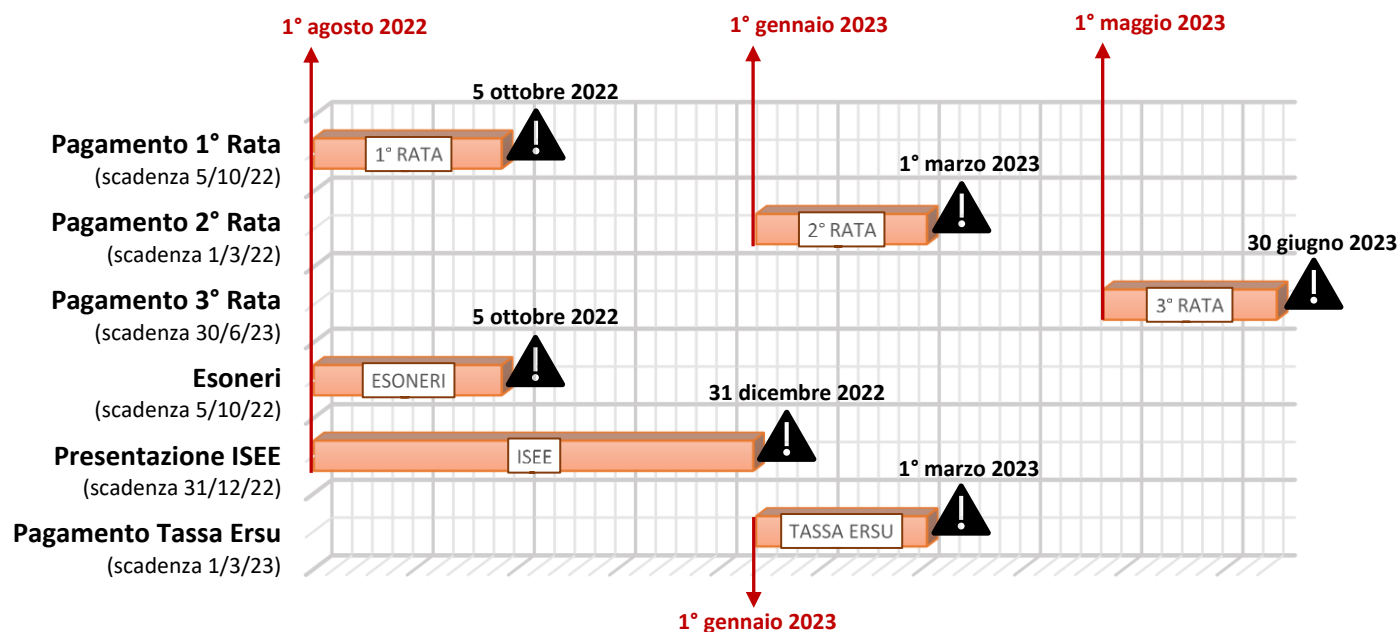 1° agosto 2022
1° gennaio 2023
1° maggio 2023
5 ottobre 2022
Pagamento 1° Rata
(scadenza 5/10/22)
1° RATA
1° marzo 2023
Pagamento 2° Rata
(scadenza 1/3/22)
2° RATA
30 giugno 2023
Pagamento 3° Rata
(scadenza 30/6/23)
3° RATA
5 ottobre 2022
Esoneri
(scadenza 5/10/22)
ESONERI
31 dicembre 2022
Presentazione ISEE
(scadenza 31/12/22)
ISEE
1° marzo 2023
Pagamento Tassa Ersu
(scadenza 1/3/23)
TASSA ERSU
1° gennaio 2023